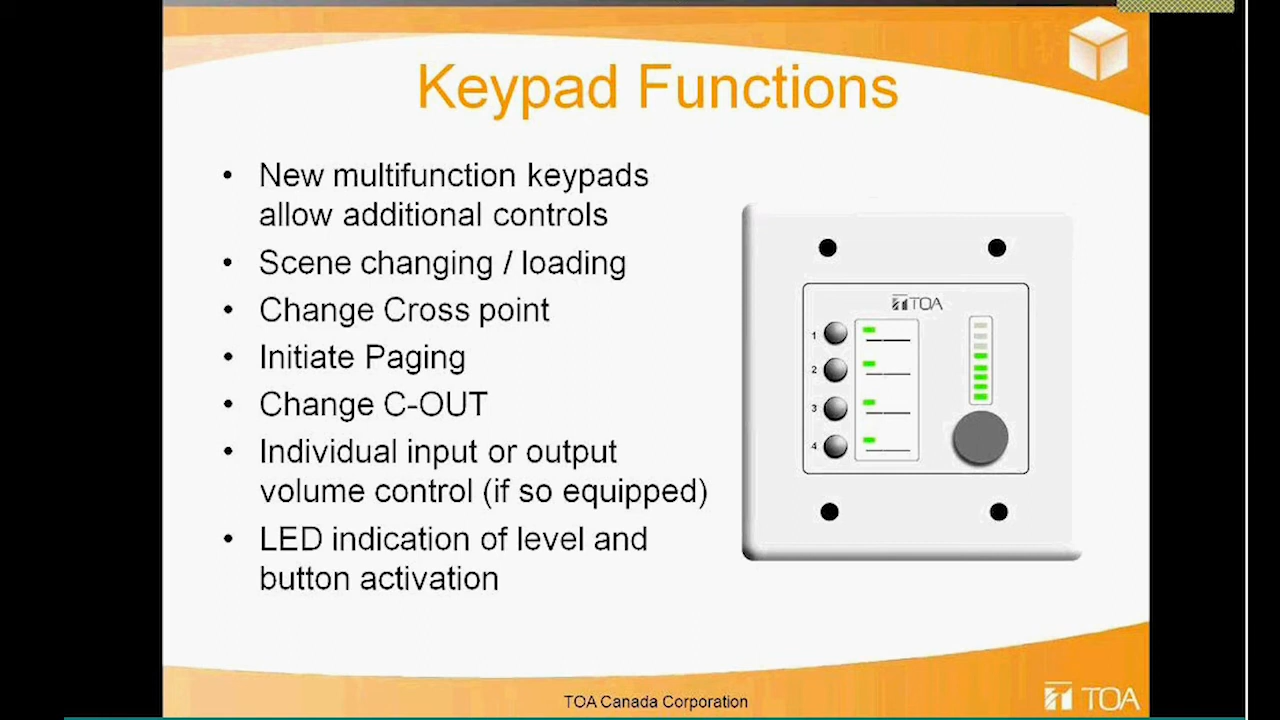 Keypad Functions
• New multifunction keypads
allow additional controls
• Scene changing / loading
• Change Cross point
• Initiate Paging
• Change C-OUT
• Individual input or output
volume control (if so equipped)
• LED indication of level and
button activation
TOA
1
2
3
4
TOA Canada Corporation
TOA